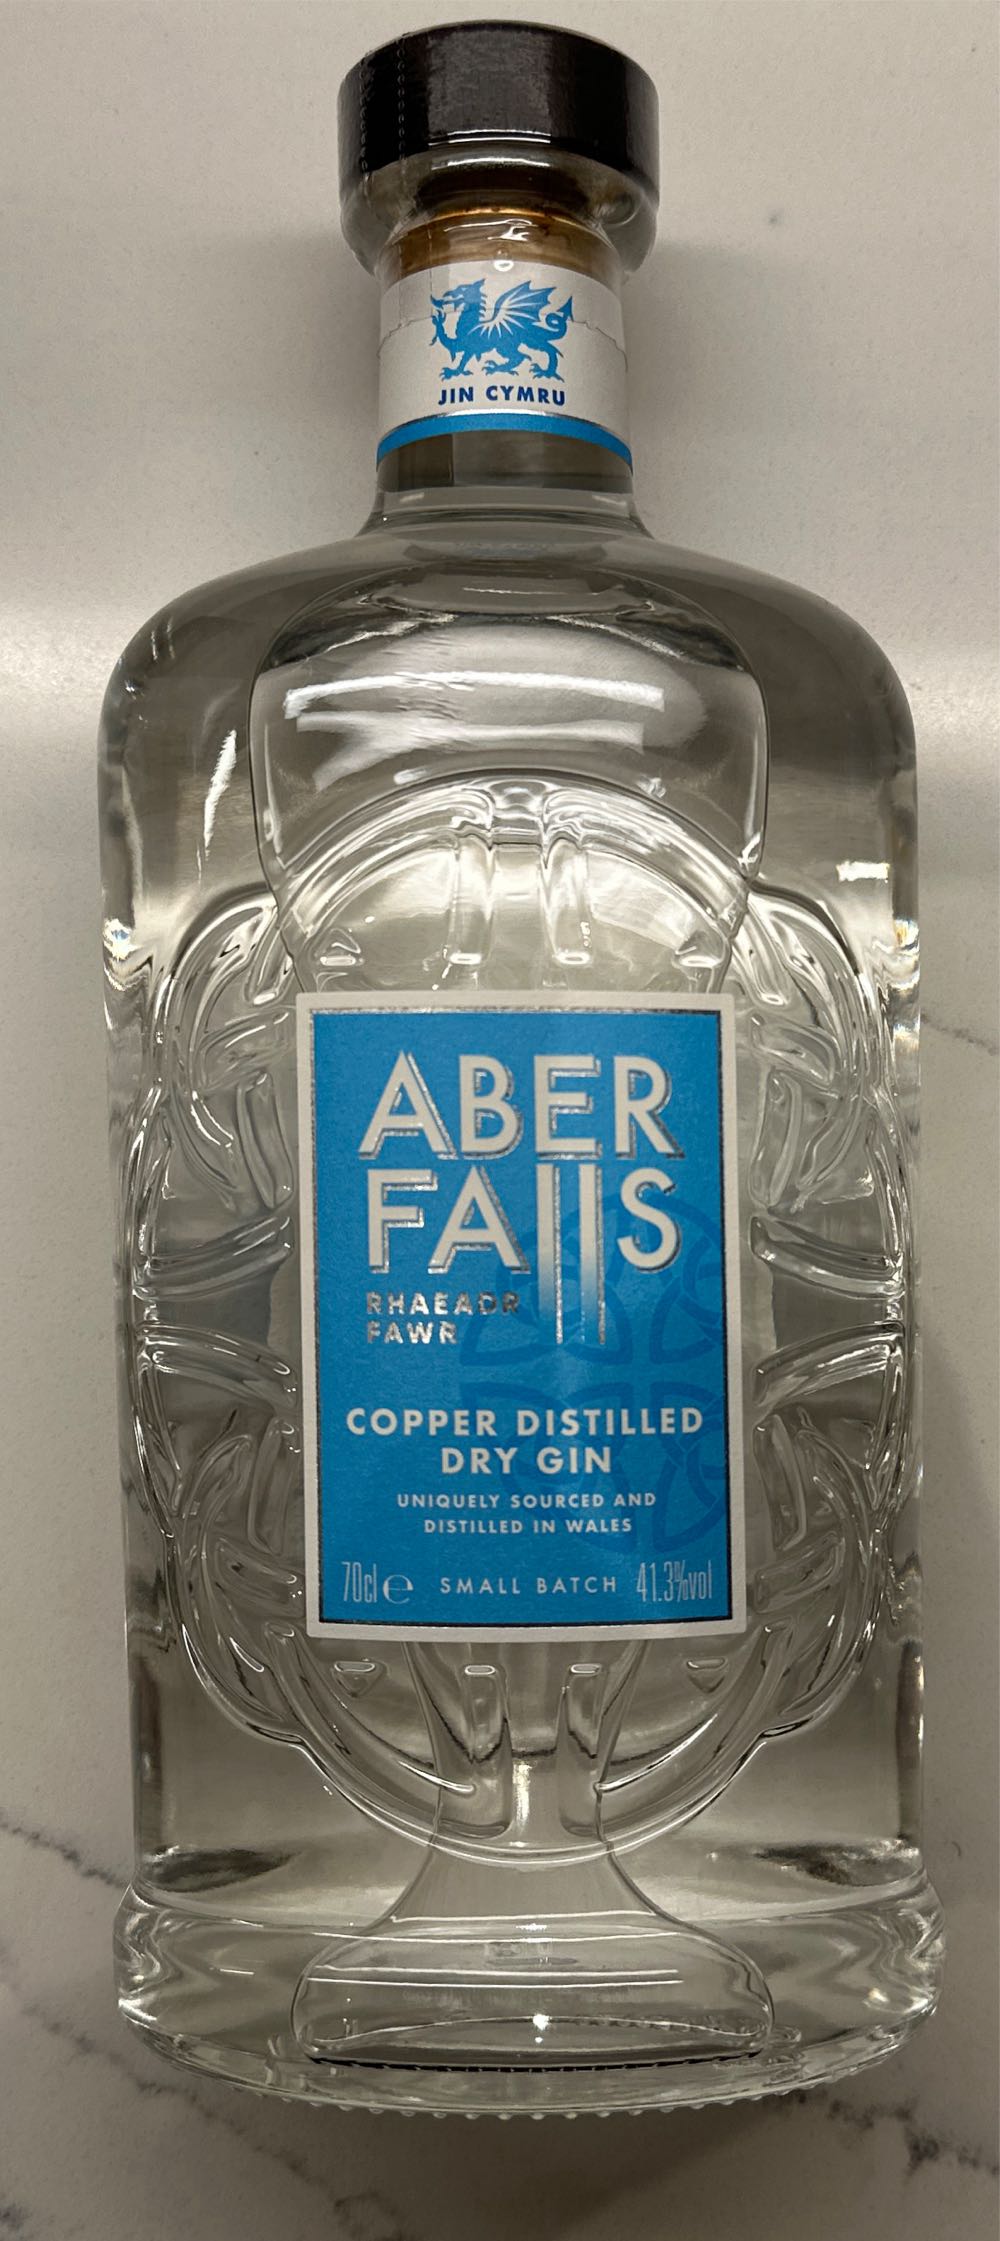 JIN CYMRU
ABER
FALLS
RHAEADR
FAWR
COPPER DISTILLED
DRY GIN
UNIQUELY SOURCED AND
DISTILLED IN WALES
70cl e SMALL BATCH 41.3%vol